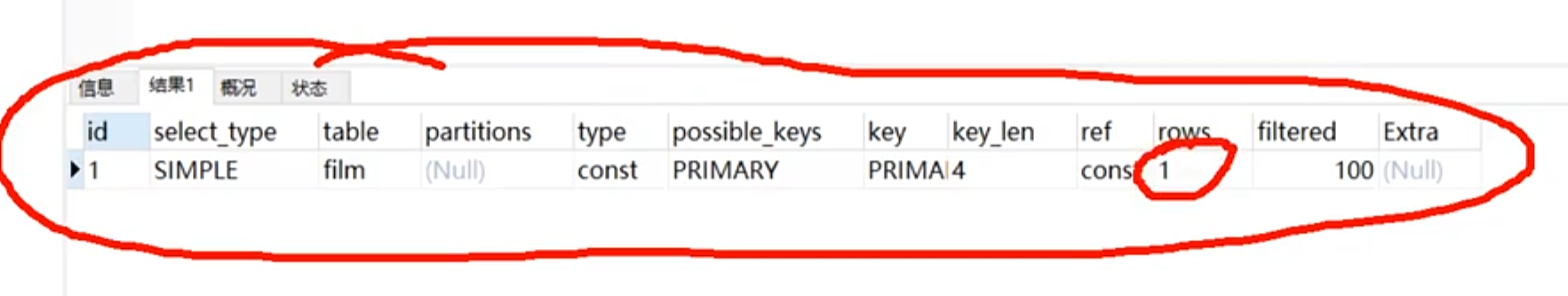 信息 结果1 概况 状态
id select_type table partitions type possible_keys key key_len ref rows filtered Extra
1 SIMPLE film (Null) const PRIMARY PRIMA 4 cons 1 100 (Null)